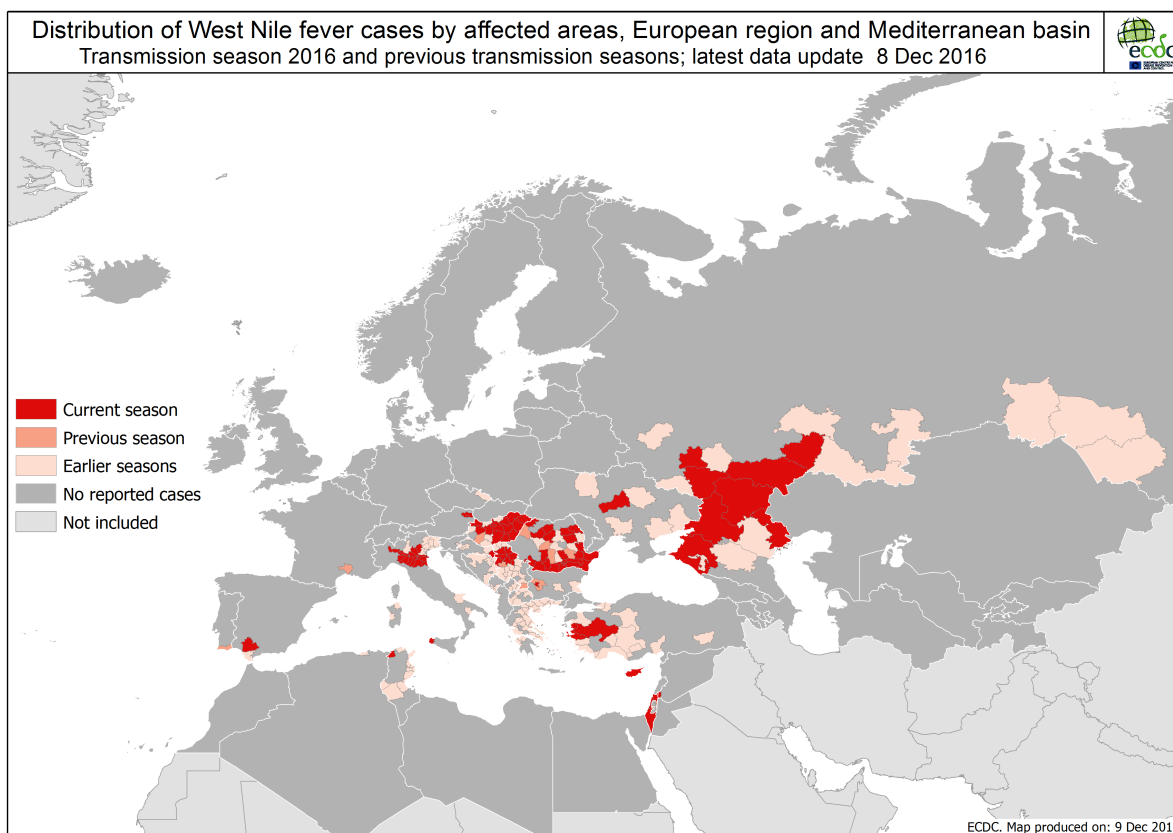 Distribution of West Nile fever cases by affected areas, European region and Mediterranean basin
Transmission season 2016 and previous transmission seasons; latest data update 8 Dec 2016
ecdc
Current season
Previous season
Earlier seasons
No reported cases
Not included
ECDC. Map produced on: 9 Dec 201